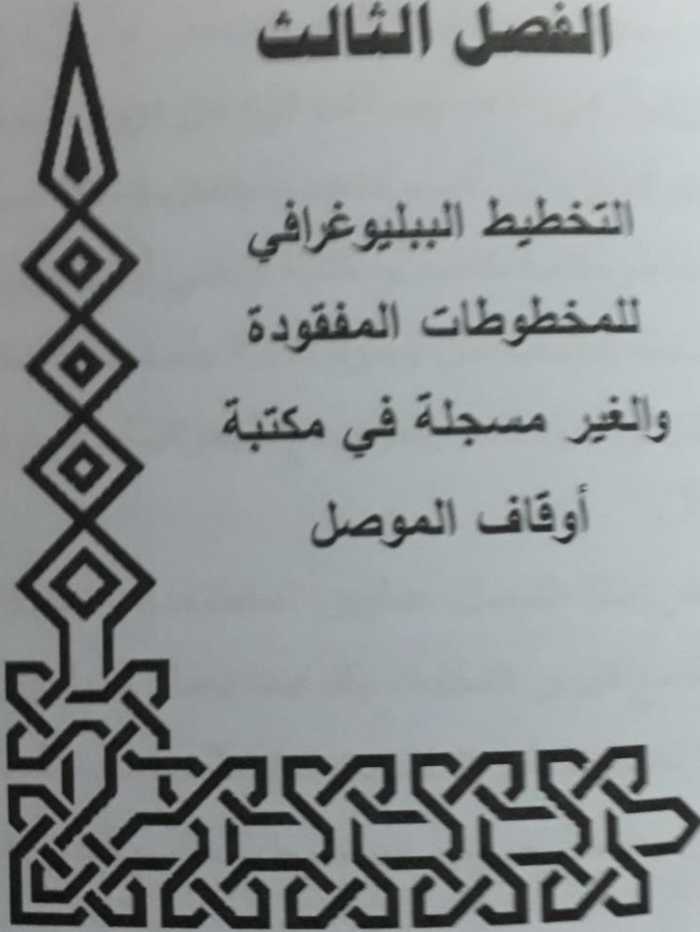 الفصل الثالث
التخطيط الببليوغرافي
للمخطوطات المفقودة
والغير مسجلة في مكتبة
أوقاف الموصل